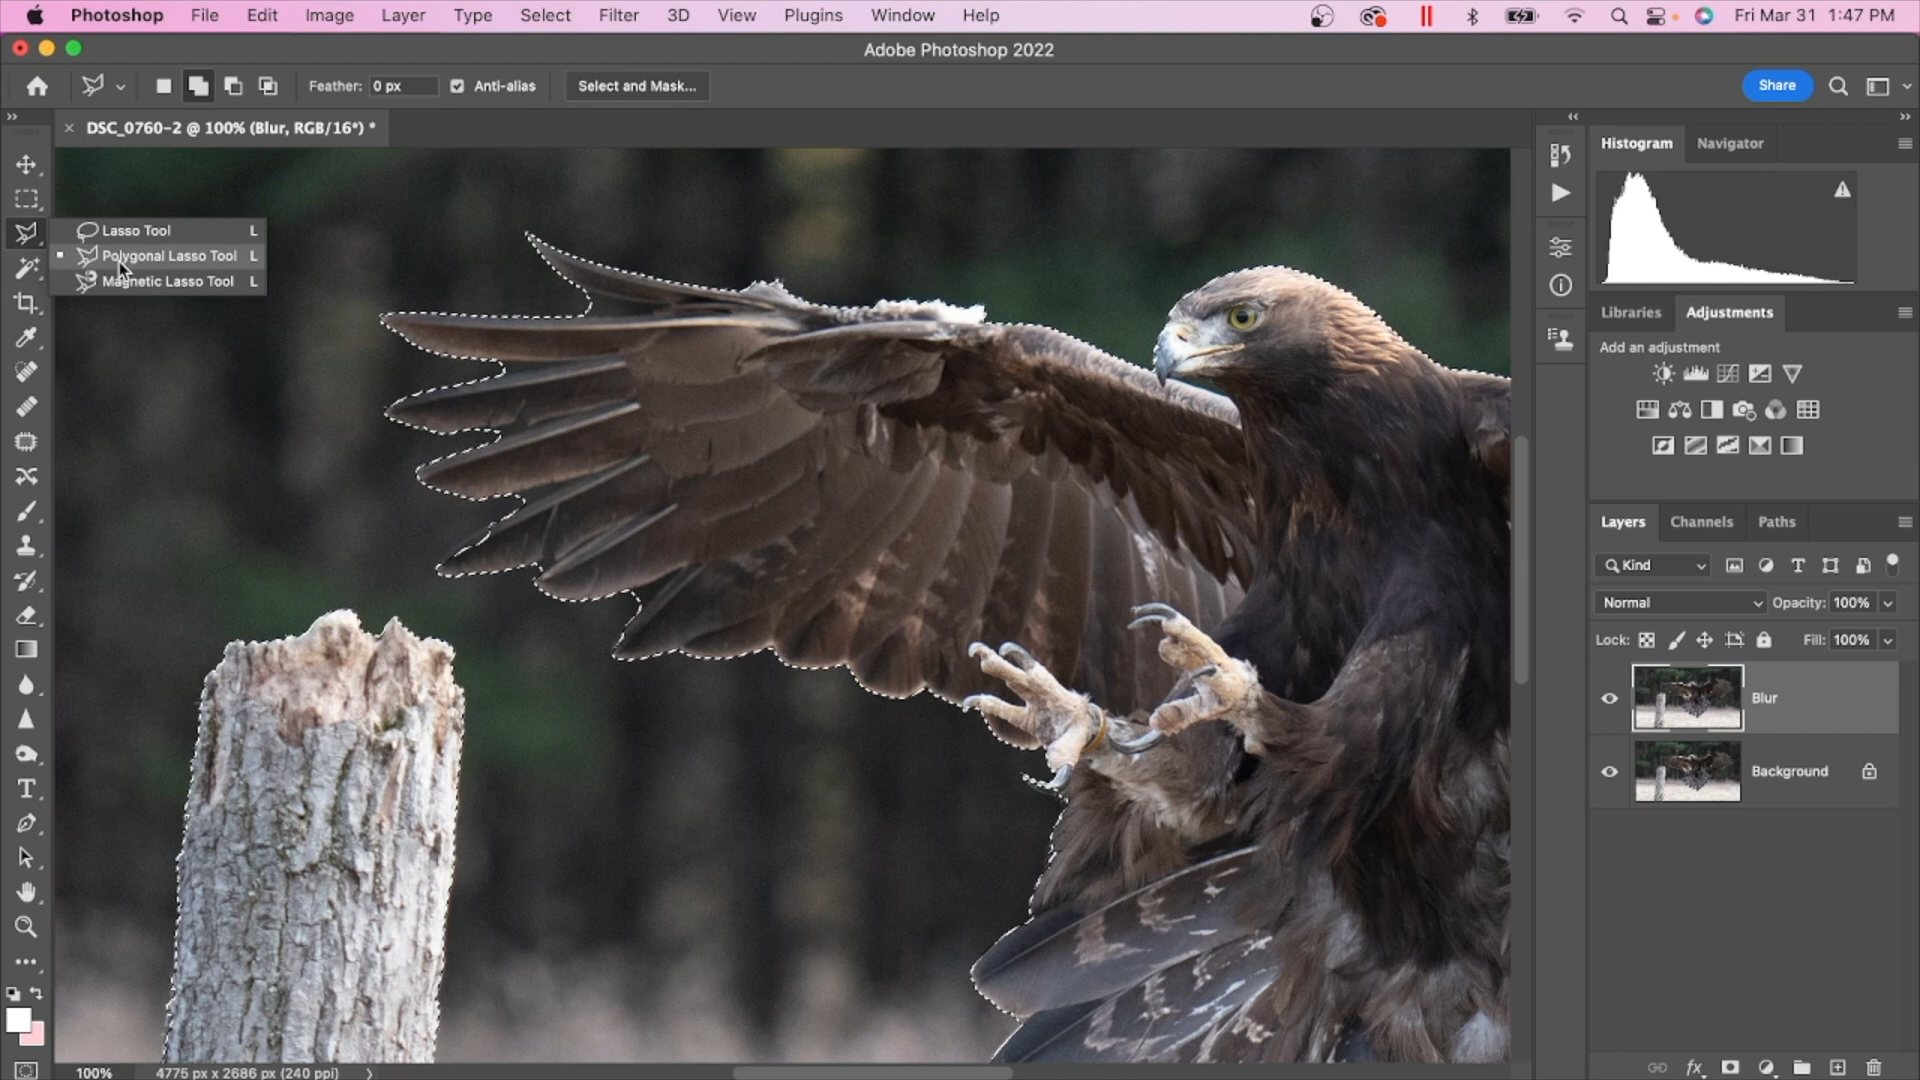 Photoshop File Edit Image Layer Type Select Filter 3D View Plugins Window Help Fri Mar 31 1:47 PM
Adobe Photoshop 2022
Feather: 0 px Anti-alias Select and Mask... Share
DSC_0760-2 @ 100% (Blur, RGB/16*) *
Histogram Navigator
Lasso Tool L
Polygonal Lasso Tool L
Magnetic Lasso Tool L
Libraries Adjustments
Add an adjustment
Layers Channels Paths
Kind
Normal Opacity: 100%
Lock: Fill: 100%
Blur
Background
fx
100% 4775 px x 2686 px (240 ppi)